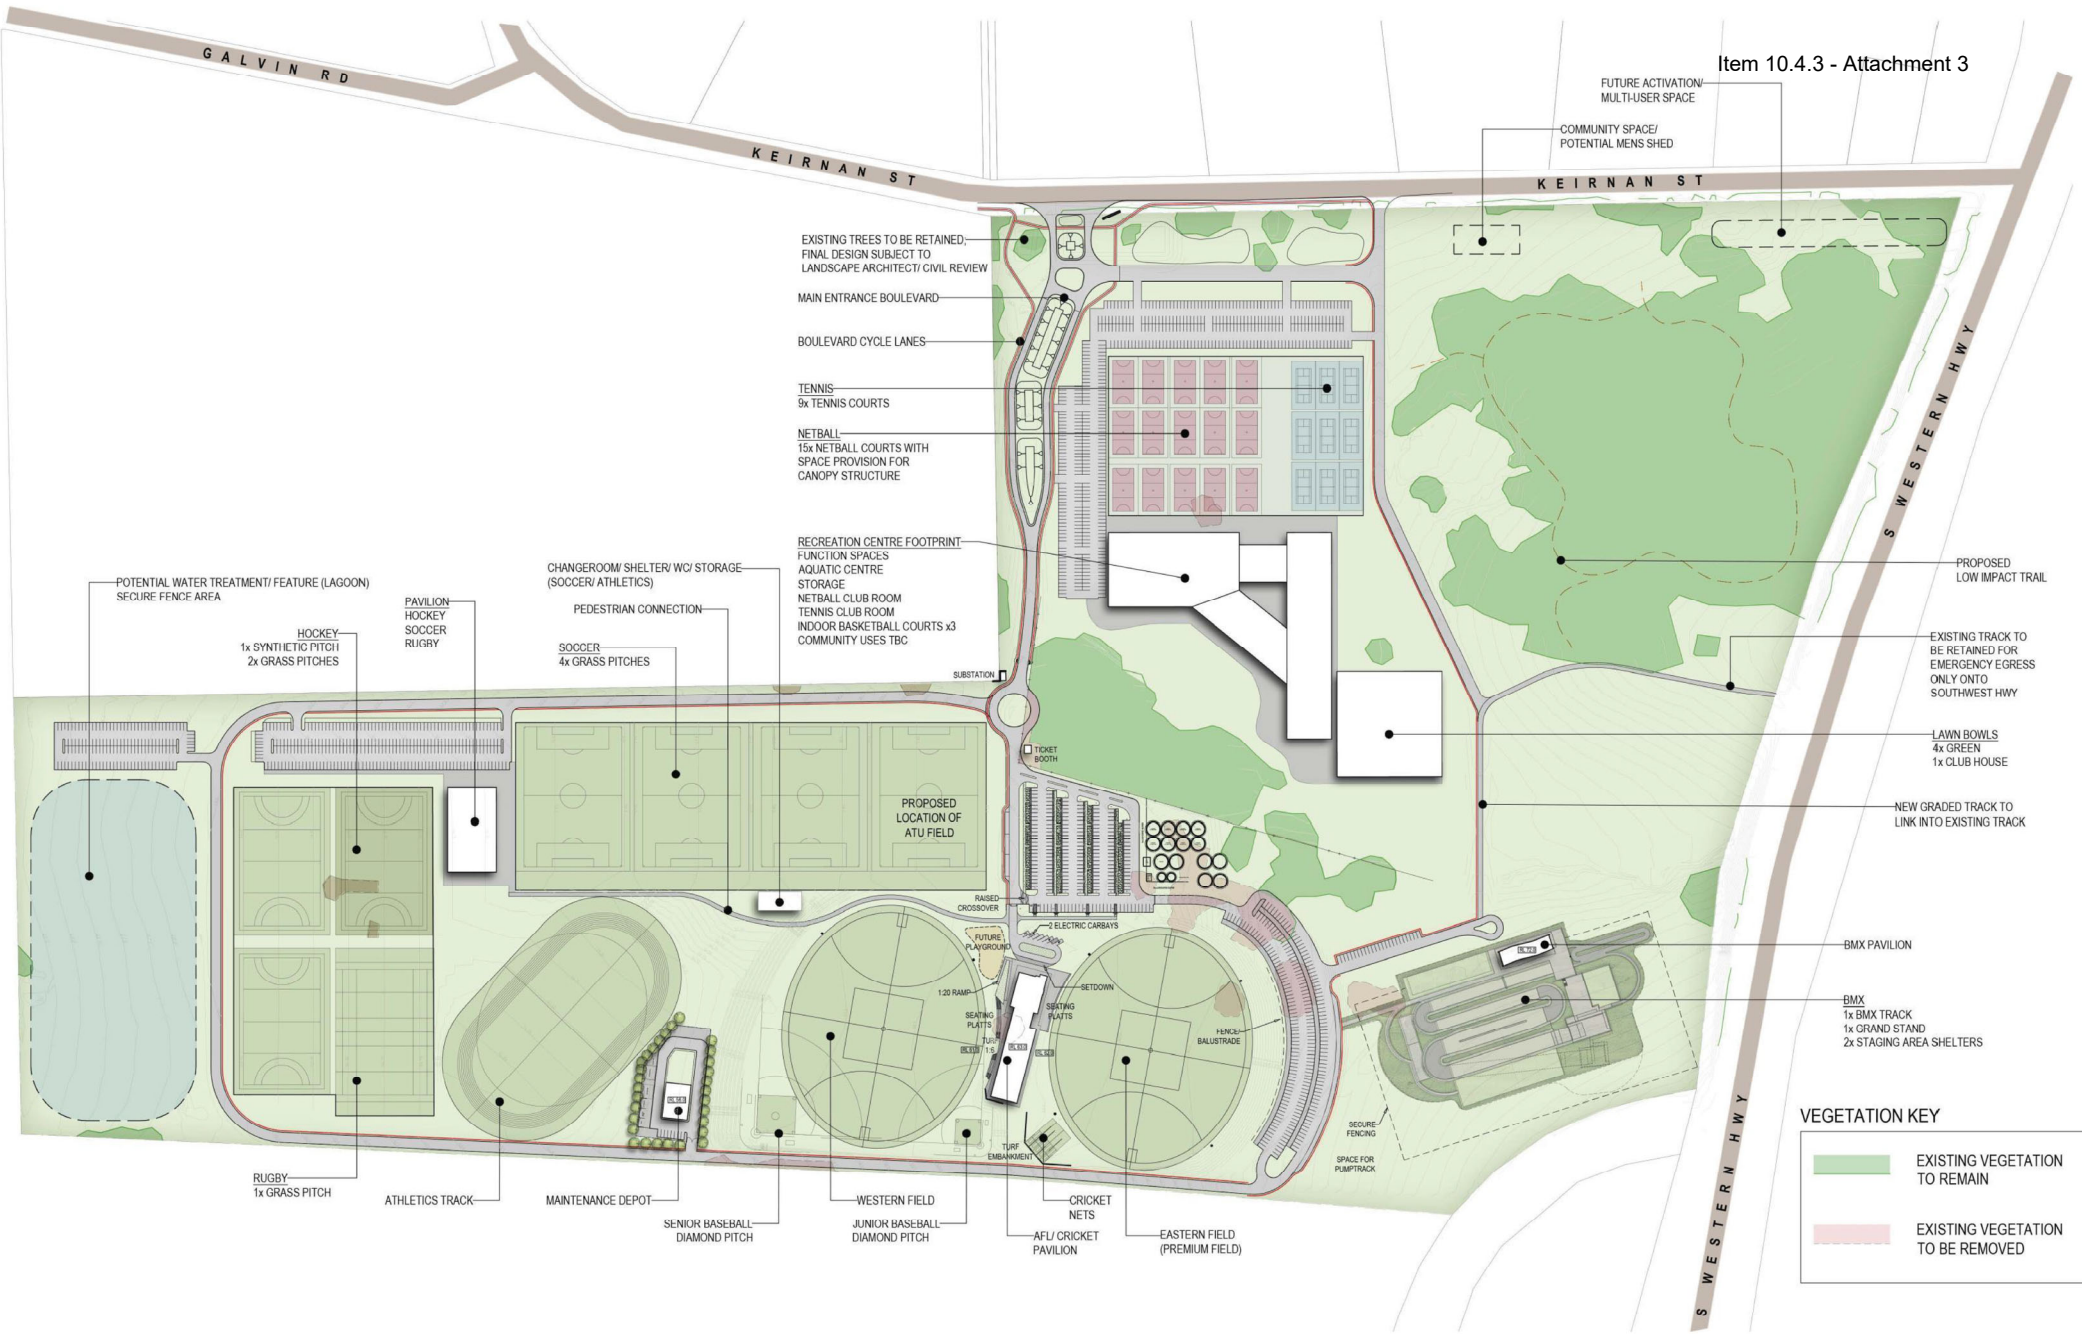 Item 10.4.3 - Attachment 3
GALVIN RD
KEIRNAN ST
KEIRNAN ST
FUTURE ACTIVATION/
MULTI-USER SPACE
COMMUNITY SPACE/
POTENTIAL MENS SHED
EXISTING TREES TO BE RETAINED;
FINAL DESIGN SUBJECT TO
LANDSCAPE ARCHITECT/ CIVIL REVIEW
MAIN ENTRANCE BOULEVARD
BOULEVARD CYCLE LANES
TENNIS
9x TENNIS COURTS
NETBALL
15x NETBALL COURTS WITH
SPACE PROVISION FOR
CANOPY STRUCTURE
RECREATION CENTRE FOOTPRINT
FUNCTION SPACES
AQUATIC CENTRE
STORAGE
NETBALL CLUB ROOM
TENNIS CLUB ROOM
INDOOR BASKETBALL COURTS x3
COMMUNITY USES TBC
S WESTERN HWY
PROPOSED
LOW IMPACT TRAIL
EXISTING TRACK TO
BE RETAINED FOR
EMERGENCY EGRESS
ONLY ONTO
SOUTHWEST HWY
LAWN BOWLS
4x GREEN
1x CLUB HOUSE
NEW GRADED TRACK TO
LINK INTO EXISTING TRACK
POTENTIAL WATER TREATMENT/ FEATURE (LAGOON)
SECURE FENCE AREA
HOCKEY
1x SYNTHETIC PITCH
2x GRASS PITCHES
PAVILION
HOCKEY
SOCCER
RUGBY
CHANGEROOM/ SHELTER/ WC/ STORAGE
(SOCCER/ ATHLETICS)
PEDESTRIAN CONNECTION
SOCCER
4x GRASS PITCHES
SUBSTATION
TICKET
BOOTH
PROPOSED
LOCATION OF
ATU FIELD
RAISED
CROSSOVER
2 ELECTRIC CARBAYS
FUTURE
PLAYGROUND
1:20 RAMP
SETDOWN
SEATING
PLATTS
SEATING
PLATTS
TURF
1:6
RL 63.0
FENCE/
BALUSTRADE
TURF
EMBANKMENT
SECURE
FENCING
SPACE FOR
PUMPTRACK
BMX PAVILION
BMX
1x BMX TRACK
1x GRAND STAND
2x STAGING AREA SHELTERS
RUGBY
1x GRASS PITCH
ATHLETICS TRACK
MAINTENANCE DEPOT
SENIOR BASEBALL
DIAMOND PITCH
WESTERN FIELD
JUNIOR BASEBALL
DIAMOND PITCH
AFL/ CRICKET
PAVILION
CRICKET
NETS
EASTERN FIELD
(PREMIUM FIELD)
S WESTERN HWY
VEGETATION KEY
EXISTING VEGETATION
TO REMAIN
EXISTING VEGETATION
TO BE REMOVED